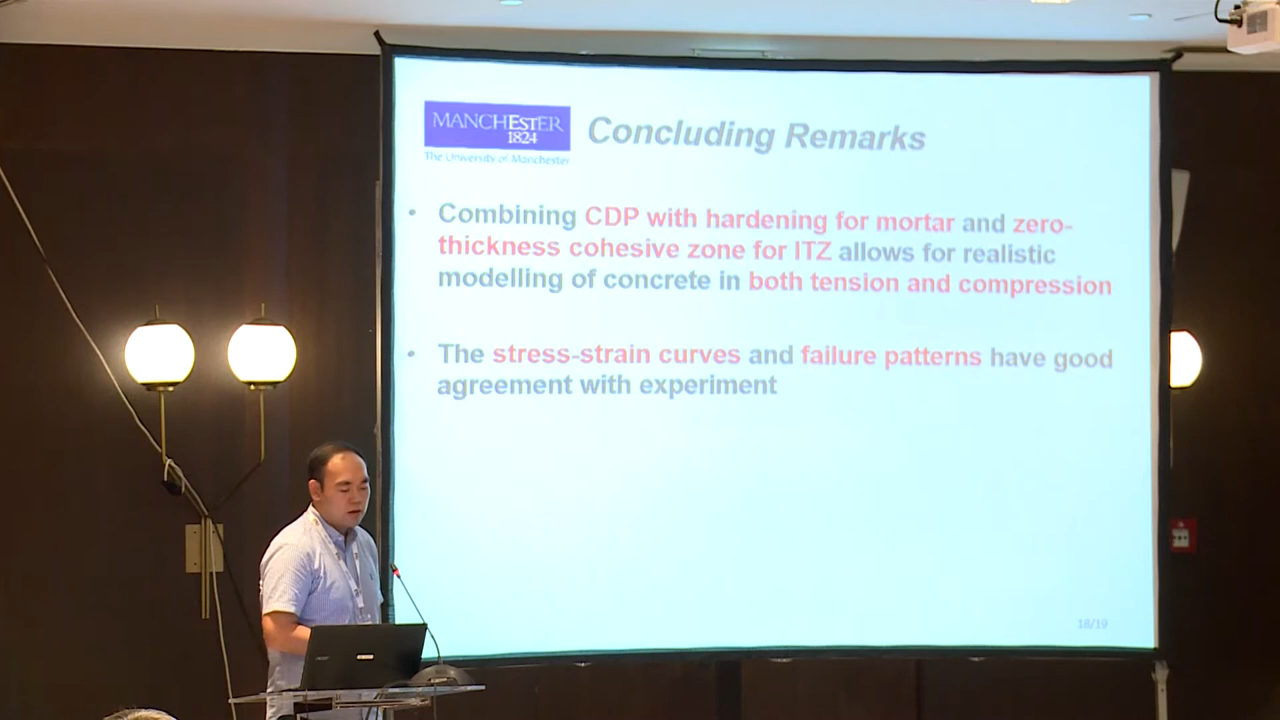 MANCHESTER
1824
The University of Manchester
Concluding Remarks
• Combining CDP with hardening for mortar and zero-
thickness cohesive zone for ITZ allows for realistic
modelling of concrete in both tension and compression
• The stress-strain curves and failure patterns have good
agreement with experiment
18/19